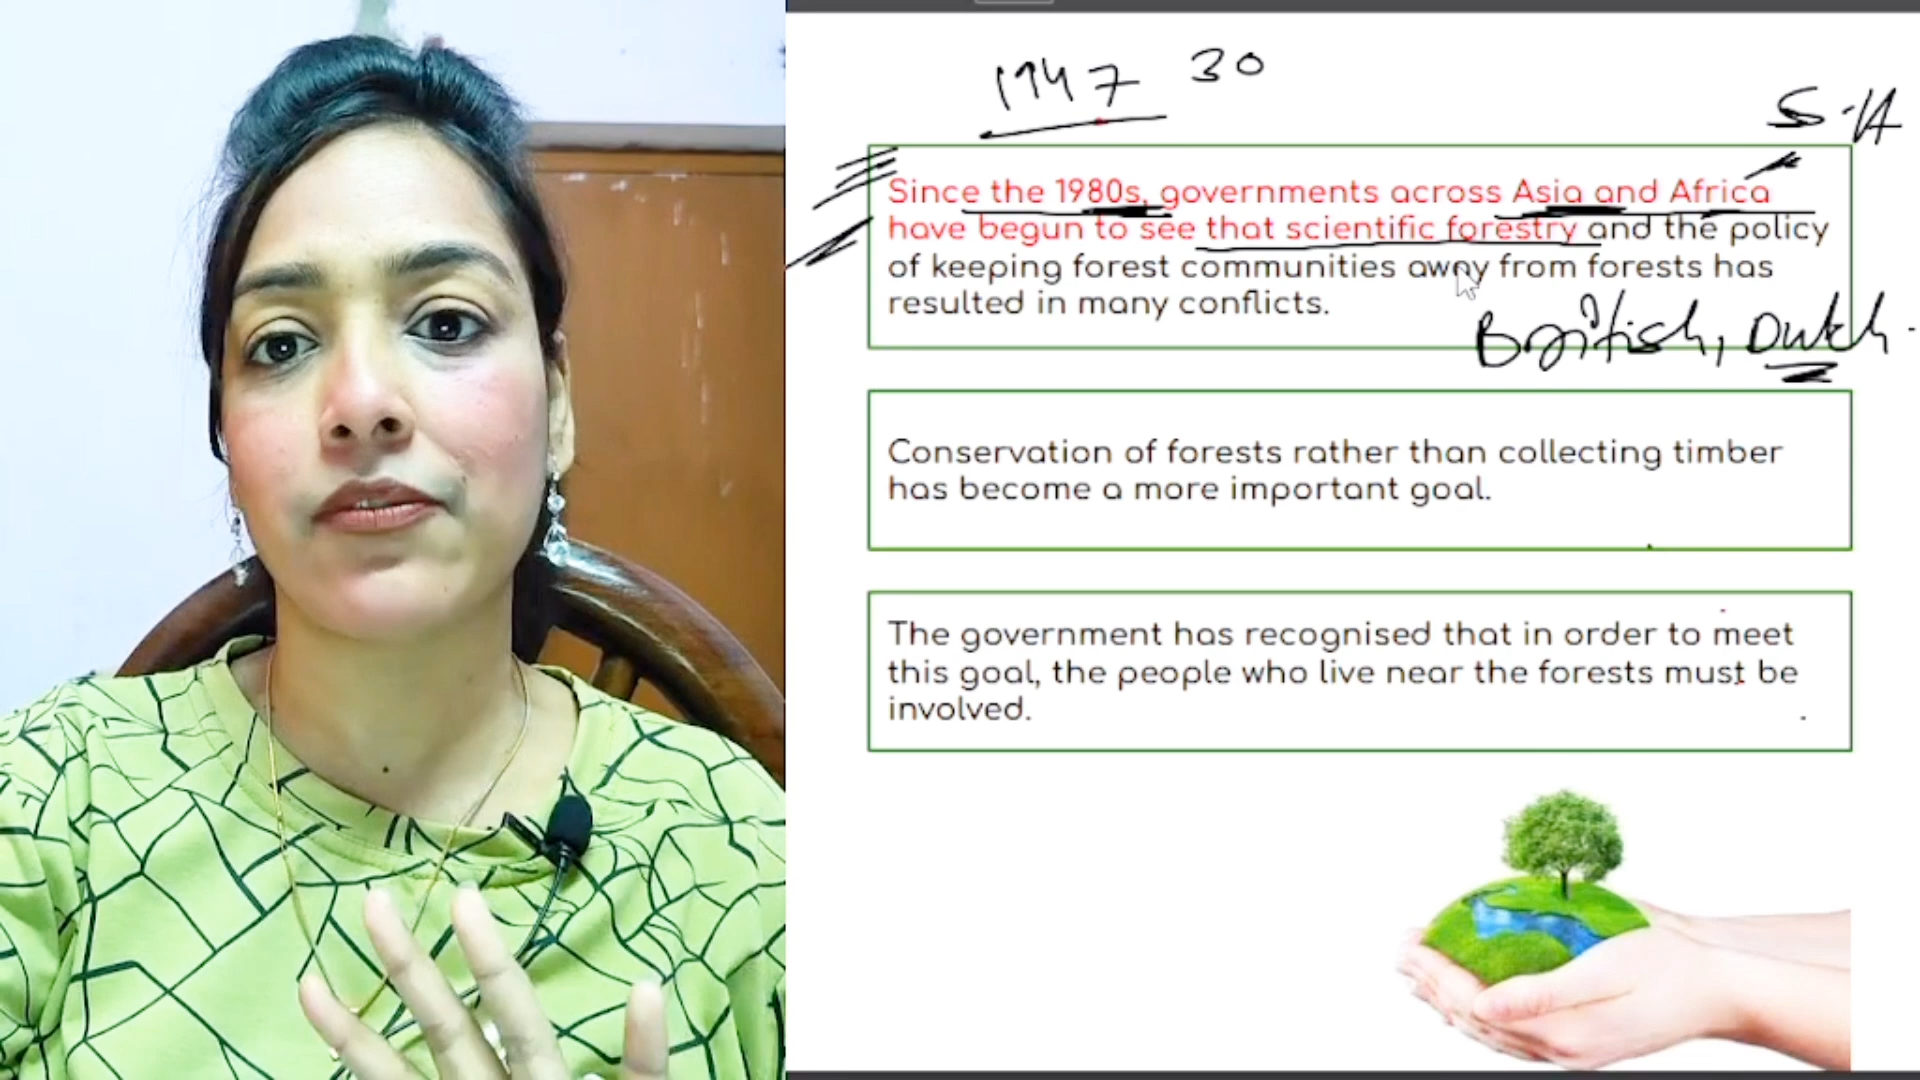 1947 30
S.A
Since the 1980s, governments across Asia and Africa
have begun to see that scientific forestry and the policy
of keeping forest communities away from forests has
resulted in many conflicts.
British, Dutch.
Conservation of forests rather than collecting timber
has become a more important goal.
The government has recognised that in order to meet
this goal, the people who live near the forests must be
involved.